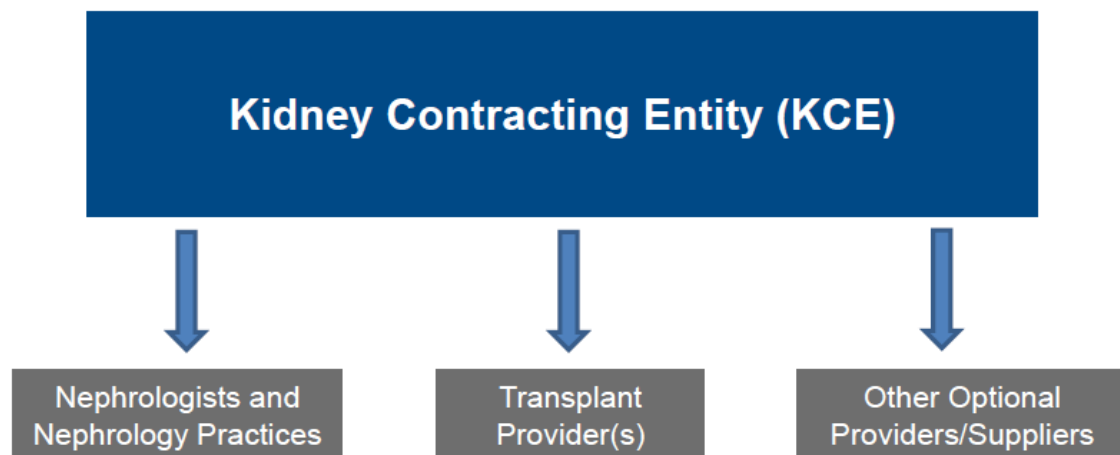 Kidney Contracting Entity (KCE)
Nephrologists and
Nephrology Practices
Transplant
Provider(s)
Other Optional
Providers/Suppliers